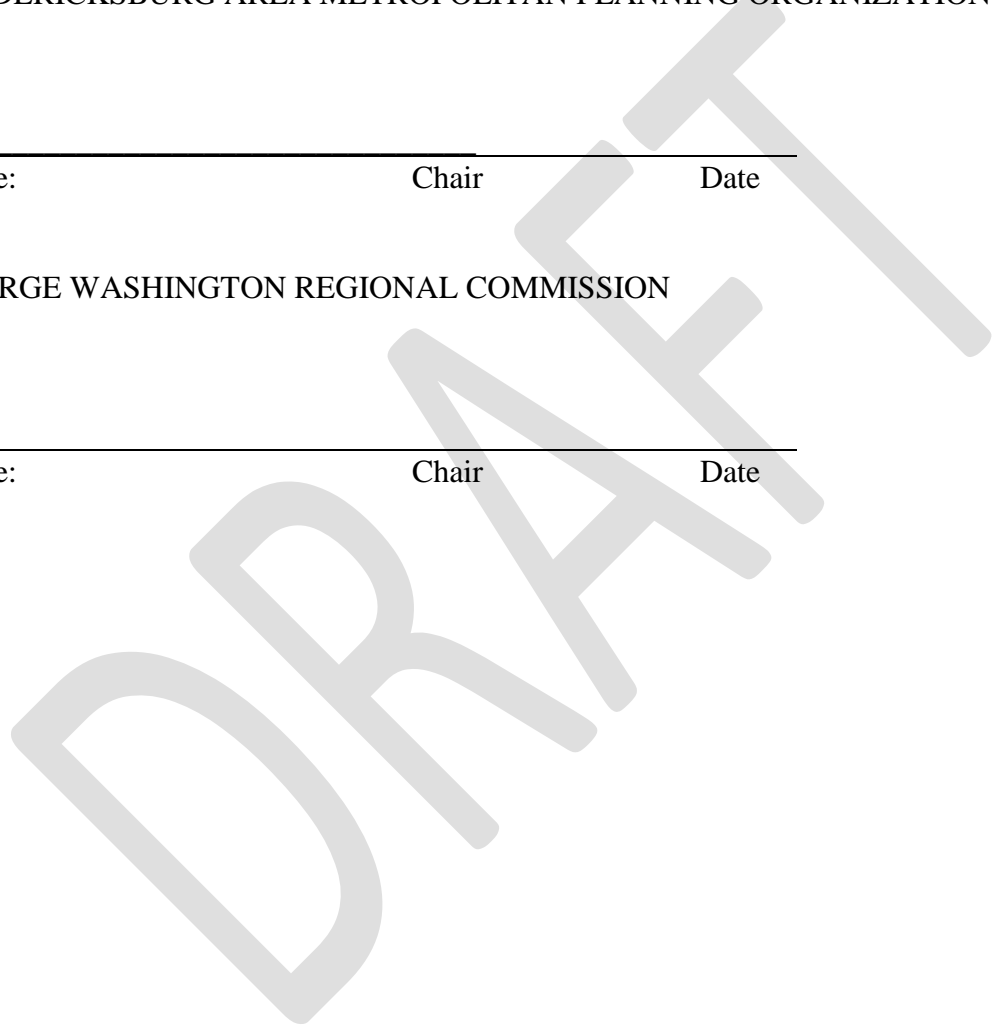 DERICKSBURG AREA METROPOLITAN PLANNING ORGANIZATION
e: Chair Date
RGE WASHINGTON REGIONAL COMMISSION
e: Chair Date
DRAFT